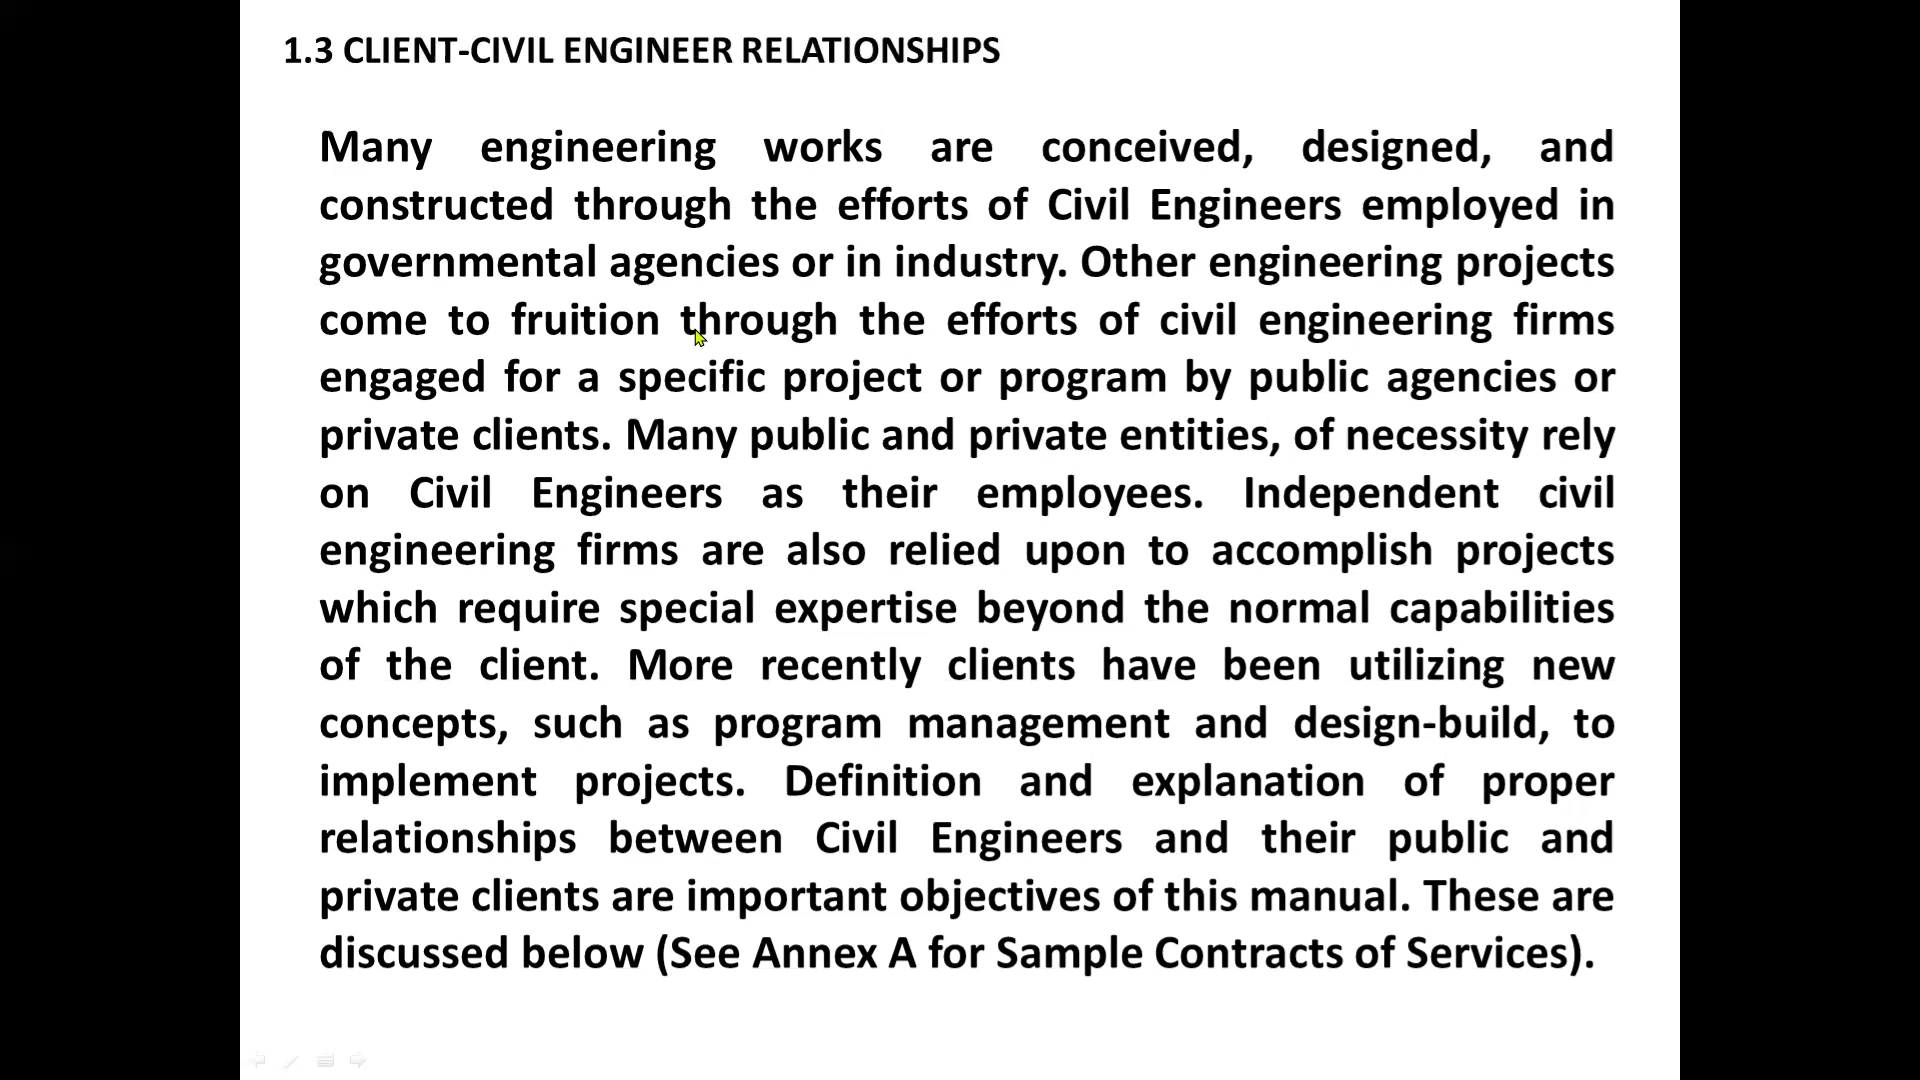 1.3 CLIENT-CIVIL ENGINEER RELATIONSHIPS
Many engineering works are conceived, designed, and
constructed through the efforts of Civil Engineers employed in
governmental agencies or in industry. Other engineering projects
come to fruition through the efforts of civil engineering firms
engaged for a specific project or program by public agencies or
private clients. Many public and private entities, of necessity rely
on Civil Engineers as their employees. Independent civil
engineering firms are also relied upon to accomplish projects
which require special expertise beyond the normal capabilities
of the client. More recently clients have been utilizing new
concepts, such as program management and design-build, to
implement projects. Definition and explanation of proper
relationships between Civil Engineers and their public and
private clients are important objectives of this manual. These are
discussed below (See Annex A for Sample Contracts of Services).